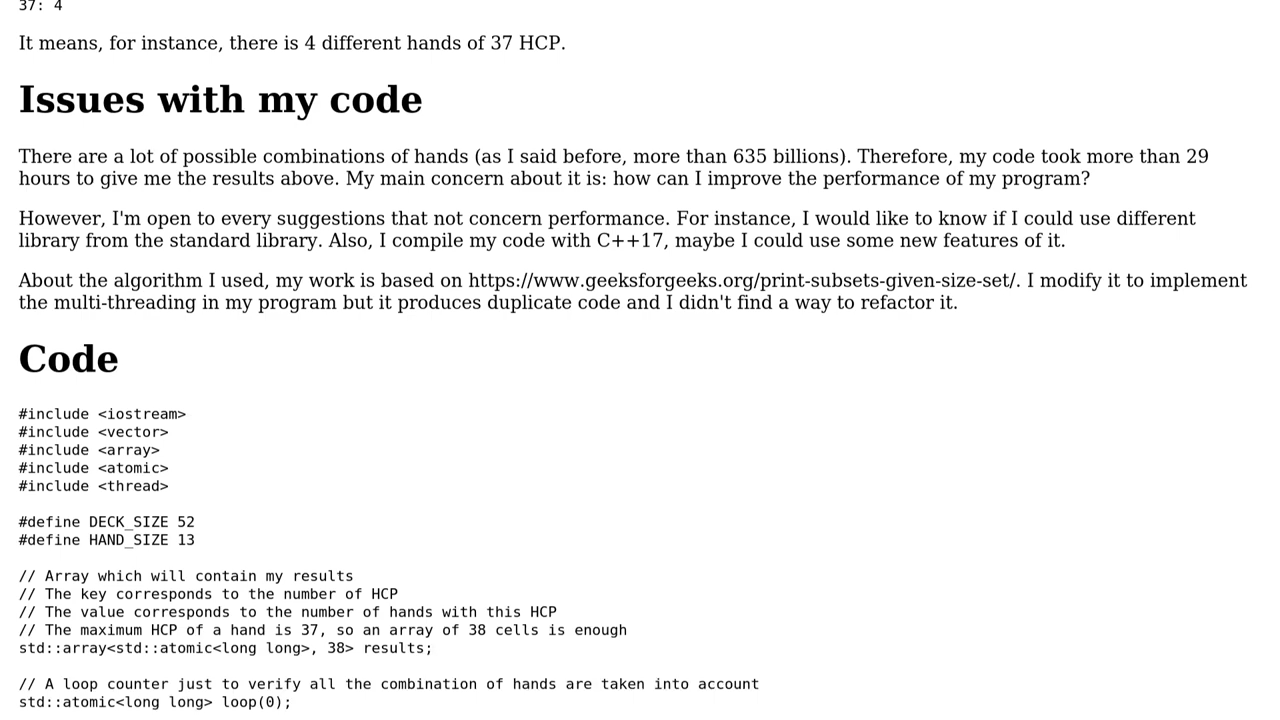 37: 4
It means, for instance, there is 4 different hands of 37 HCP.
Issues with my code
There are a lot of possible combinations of hands (as I said before, more than 635 billions). Therefore, my code took more than 29
hours to give me the results above. My main concern about it is: how can I improve the performance of my program?
However, I'm open to every suggestions that not concern performance. For instance, I would like to know if I could use different
library from the standard library. Also, I compile my code with C++17, maybe I could use some new features of it.
About the algorithm I used, my work is based on https://www.geeksforgeeks.org/print-subsets-given-size-set/. I modify it to implement
the multi-threading in my program but it produces duplicate code and I didn't find a way to refactor it.
Code
#include <iostream>
#include <vector>
#include <array>
#include <atomic>
#include <thread>
#define DECK_SIZE 52
#define HAND_SIZE 13
// Array which will contain my results
// The key corresponds to the number of HCP
// The value corresponds to the number of hands with this HCP
// The maximum HCP of a hand is 37, so an array of 38 cells is enough
std::array<std::atomic<long long>, 38> results;
// A loop counter just to verify all the combination of hands are taken into account
std::atomic<long long> loop(0);